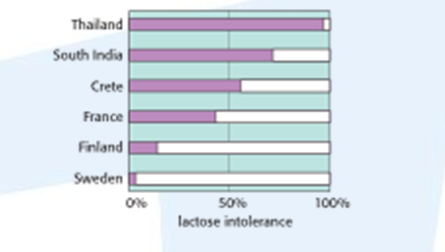 Thailand
South India
Crete
France
Finland
Sweden
0% 50% 100%
lactose intolerance